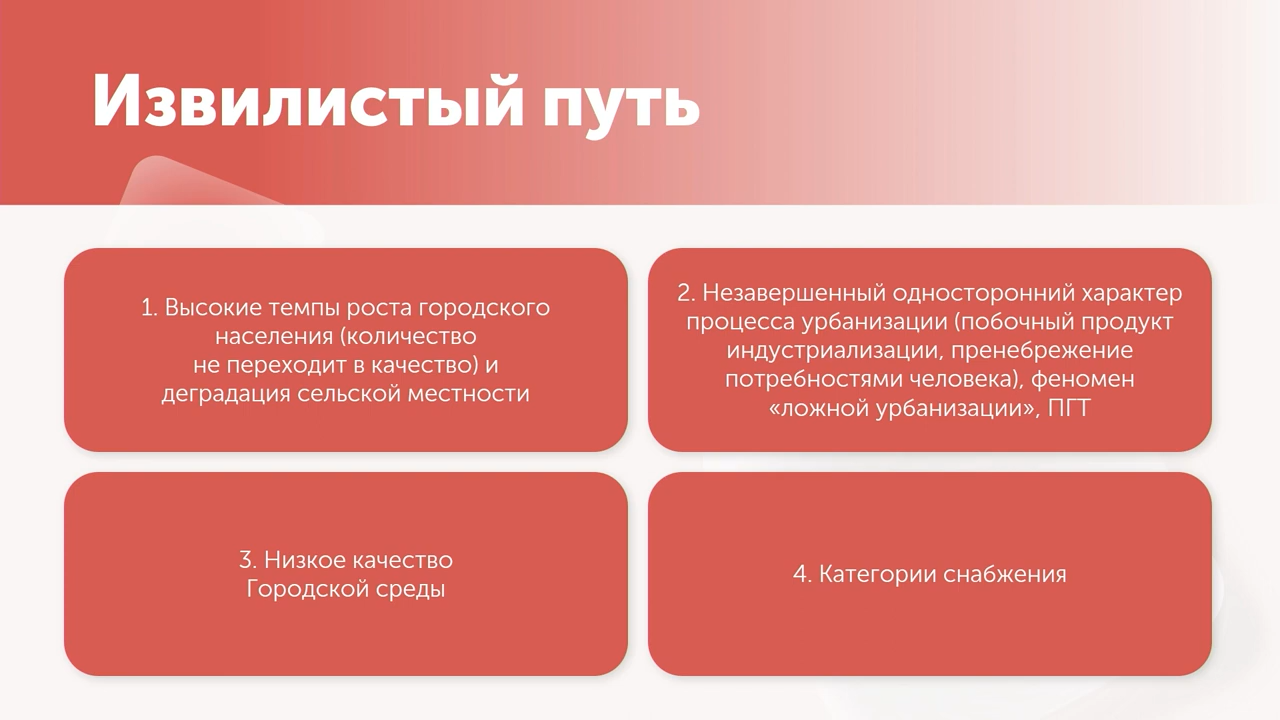 Извилистый путь
1. Высокие темпы роста городского
населения (количество
не переходит в качество) и
деградация сельской местности
2. Незавершенный односторонний характер
процесса урбанизации (побочный продукт
индустриализации, пренебрежение
потребностями человека), феномен
«ложной урбанизации», ПГТ
3. Низкое качество
Городской среды
4. Категории снабжения